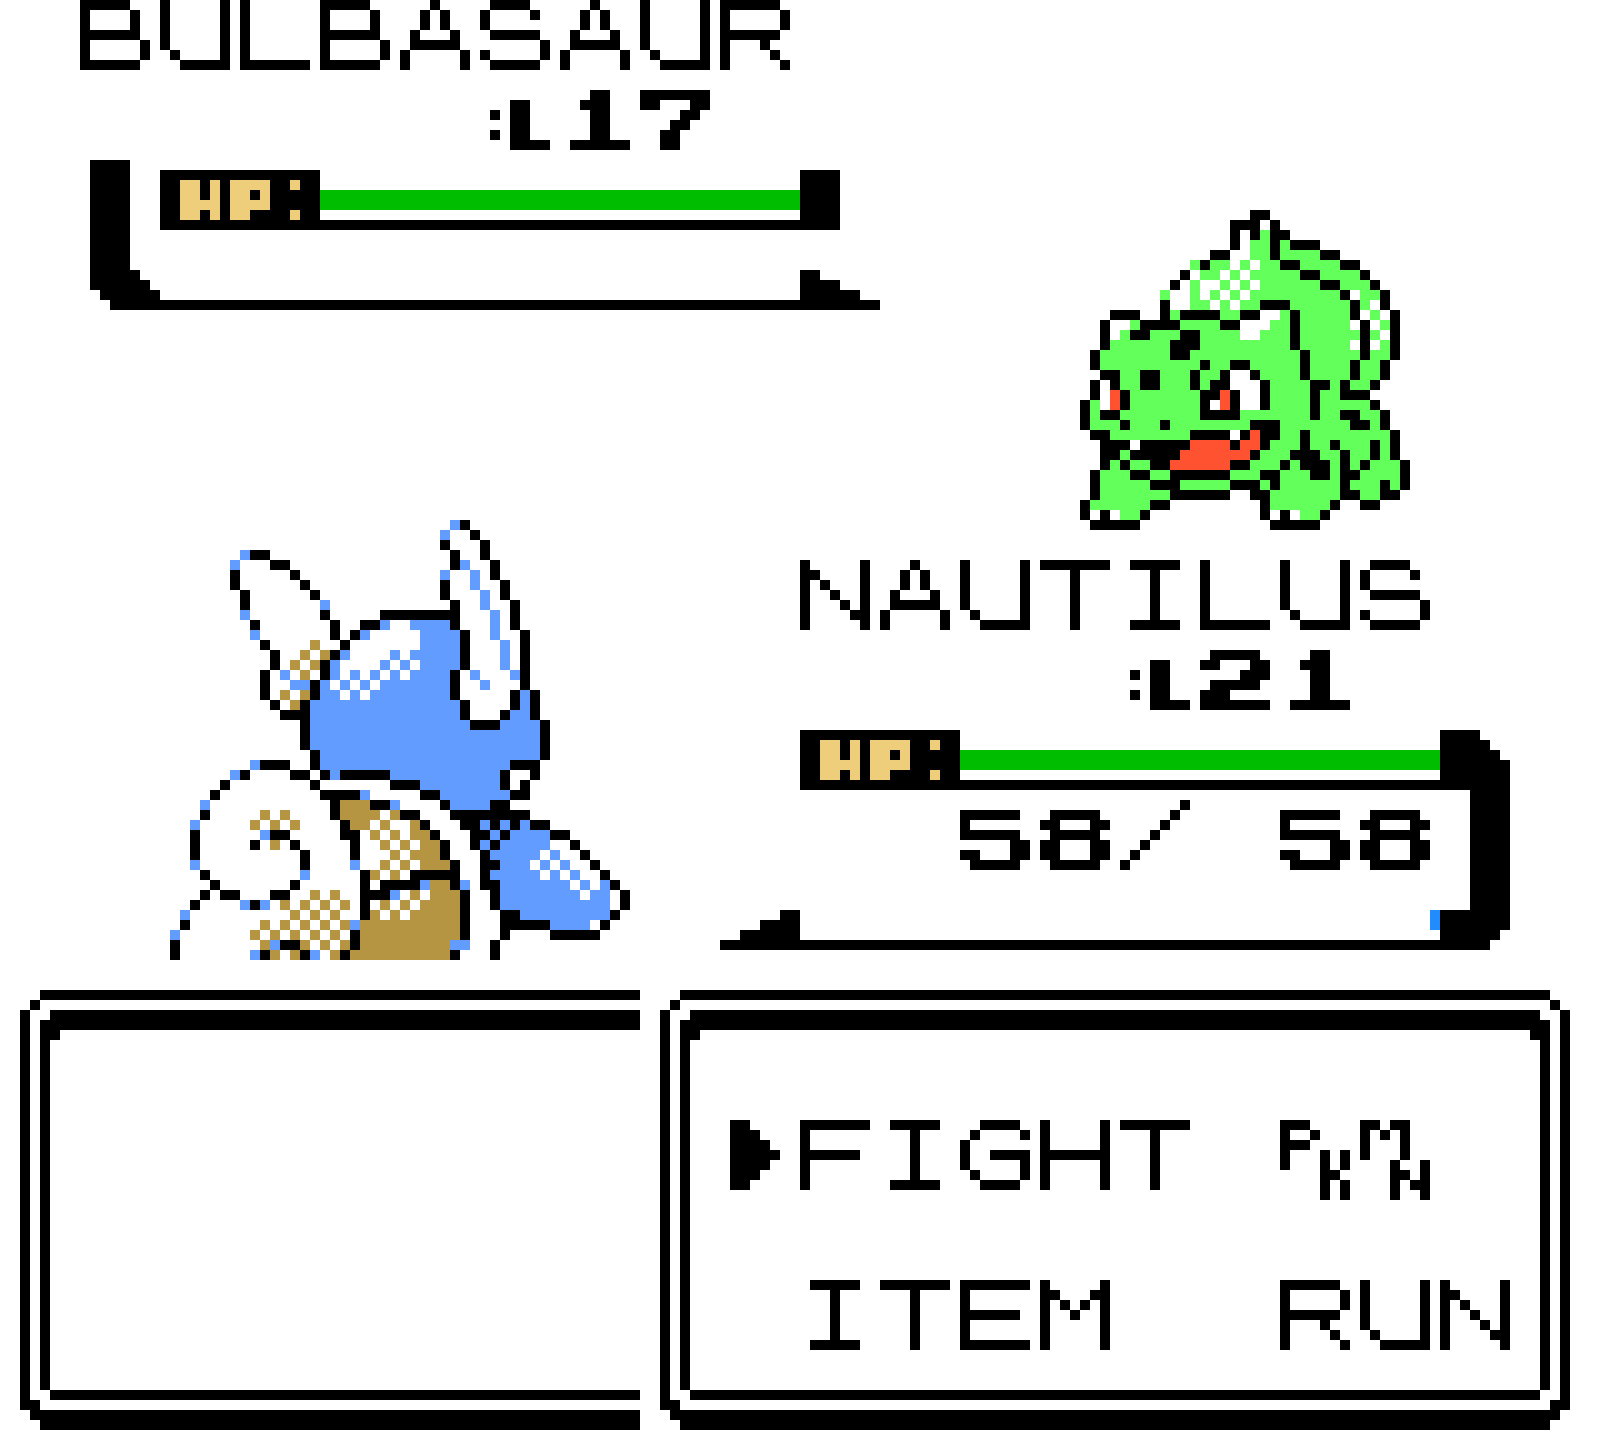 BULBASAUR
:L17
HP:
NAUTILUS
:L21
HP:
58/ 58
▶FIGHT PKMN
ITEM RUN